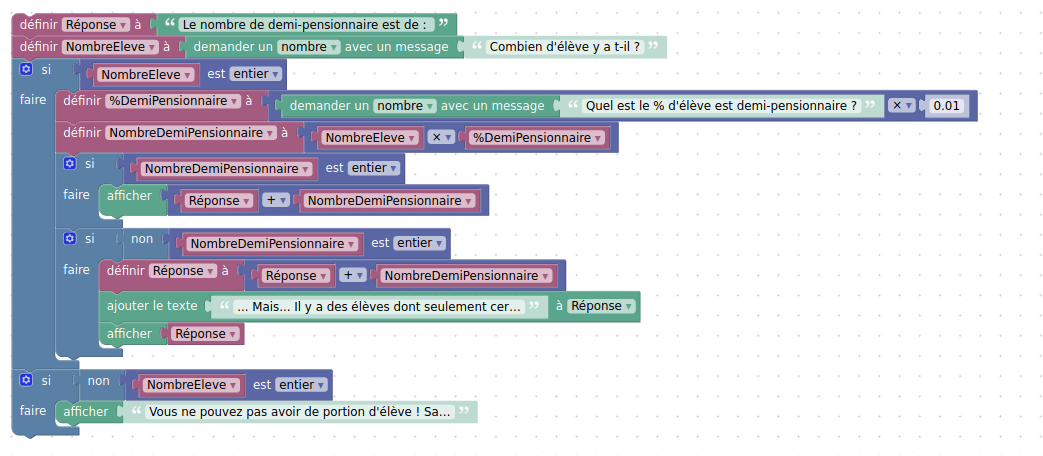 définir Réponse à “ Le nombre de demi-pensionnaire est de : ”
définir NombreEleve à demander un nombre avec un message “ Combien d'élève y a t-il ? ”
si NombreEleve est entier
faire définir %DemiPensionnaire à demander un nombre avec un message “ Quel est le % d'élève est demi-pensionnaire ? ” × 0.01
définir NombreDemiPensionnaire à NombreEleve × %DemiPensionnaire
si NombreDemiPensionnaire est entier
faire afficher Réponse + NombreDemiPensionnaire
si non NombreDemiPensionnaire est entier
faire définir Réponse à Réponse + NombreDemiPensionnaire
ajouter le texte “ ... Mais... Il y a des élèves dont seulement cer... ” à Réponse
afficher Réponse
si non NombreEleve est entier
faire afficher “ Vous ne pouvez pas avoir de portion d'élève ! Sa... ”